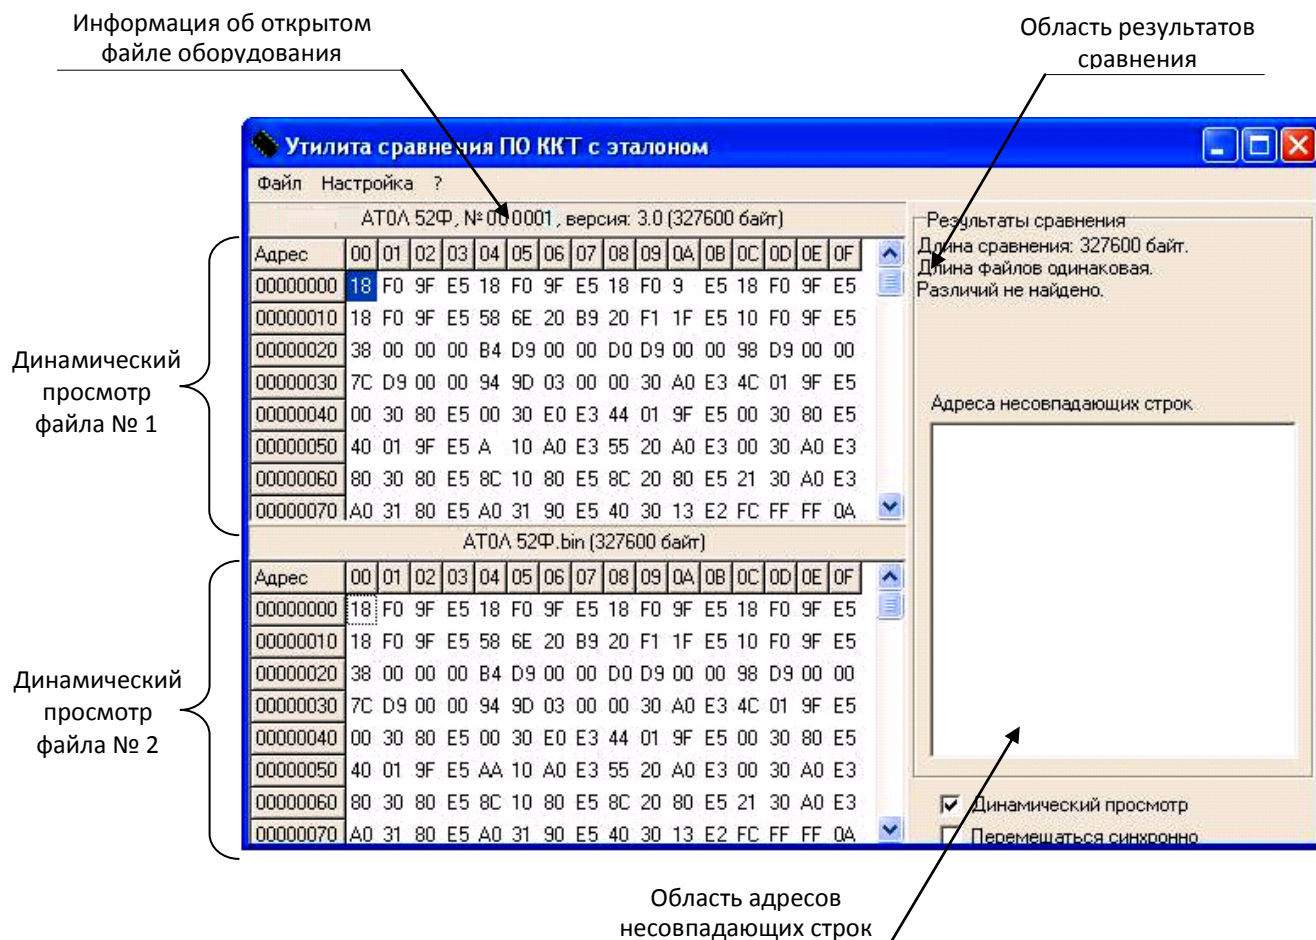 Информация об открытом
файле оборудования
Область результатов
сравнения
Утилита сравнения ПО ККТ с эталоном
Файл Настройка ?
АТ0Л 52Ф, № 00 0001, версия: 3.0 (327600 байт)
Адрес 00 01 02 03 04 05 06 07 08 09 0A 0B 0C 0D 0E 0F
00000000 18 F0 9F E5 18 F0 9F E5 18 F0 9 E5 18 F0 9F E5
00000010 18 F0 9F E5 58 6E 20 B9 20 F1 1F E5 10 F0 9F E5
00000020 38 00 00 00 B4 D9 00 00 D0 D9 00 00 98 D9 00 00
00000030 7C D9 00 00 94 9D 03 00 00 30 A0 E3 4C 01 9F E5
00000040 00 30 80 E5 00 30 E0 E3 44 01 9F E5 00 30 80 E5
00000050 40 01 9F E5 A 10 A0 E3 55 20 A0 E3 00 30 A0 E3
00000060 80 30 80 E5 8C 10 80 E5 8C 20 80 E5 21 30 A0 E3
00000070 A0 31 80 E5 A0 31 90 E5 40 30 13 E2 FC FF FF 0A
Динамический
просмотр
файла № 1
АТ0Л 52Ф.bin (327600 байт)
Адрес 00 01 02 03 04 05 06 07 08 09 0A 0B 0C 0D 0E 0F
00000000 18 F0 9F E5 18 F0 9F E5 18 F0 9F E5 18 F0 9F E5
00000010 18 F0 9F E5 58 6E 20 B9 20 F1 1F E5 10 F0 9F E5
00000020 38 00 00 00 B4 D9 00 00 D0 D9 00 00 98 D9 00 00
00000030 7C D9 00 00 94 9D 03 00 00 30 A0 E3 4C 01 9F E5
00000040 00 30 80 E5 00 30 E0 E3 44 01 9F E5 00 30 80 E5
00000050 40 01 9F E5 AA 10 A0 E3 55 20 A0 E3 00 30 A0 E3
00000060 80 30 80 E5 8C 10 80 E5 8C 20 80 E5 21 30 A0 E3
00000070 A0 31 80 E5 A0 31 90 E5 40 30 13 E2 FC FF FF 0A
Динамический
просмотр
файла № 2
Результаты сравнения
Длина сравнения: 327600 байт.
Длина файлов одинаковая.
Различий не найдено.
Адреса несовпадающих строк
Динамический просмотр
Перемещаться синхронно
Область адресов
несовпадающих строк